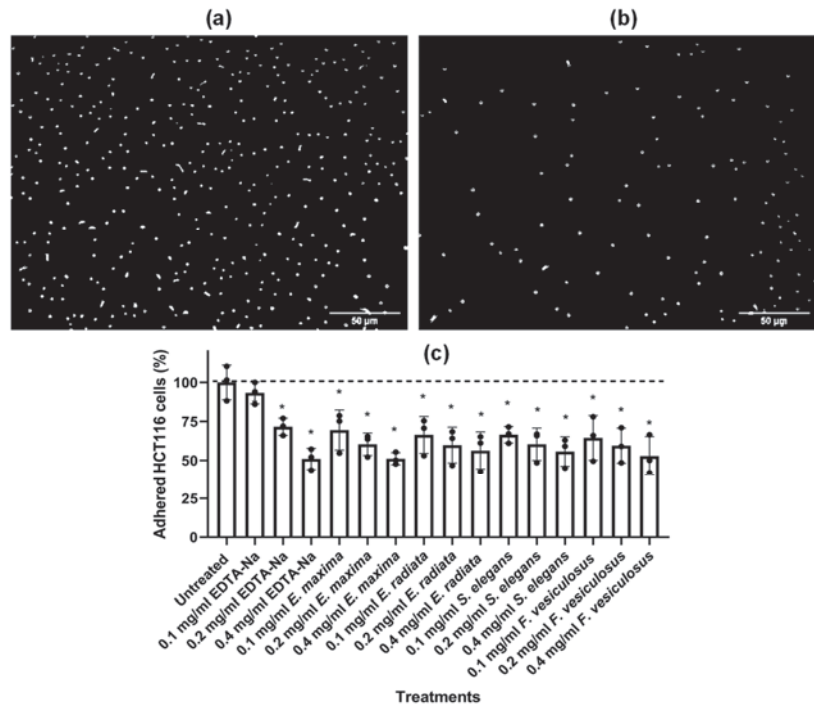 (a) (b)
50 µm 50 µm
(c)
Adhered HCT116 cells (%)
100
75
50
25
0
Untreated
0.1 mg/ml EDTA-Na
0.2 mg/ml EDTA-Na
0.4 mg/ml EDTA-Na
0.1 mg/ml E. maxima
0.2 mg/ml E. maxima
0.4 mg/ml E. maxima
0.1 mg/ml E. radiata
0.2 mg/ml E. radiata
0.4 mg/ml E. radiata
0.1 mg/ml S. elegans
0.2 mg/ml S. elegans
0.4 mg/ml S. elegans
0.1 mg/ml F. vesiculosus
0.2 mg/ml F. vesiculosus
0.4 mg/ml F. vesiculosus
Treatments